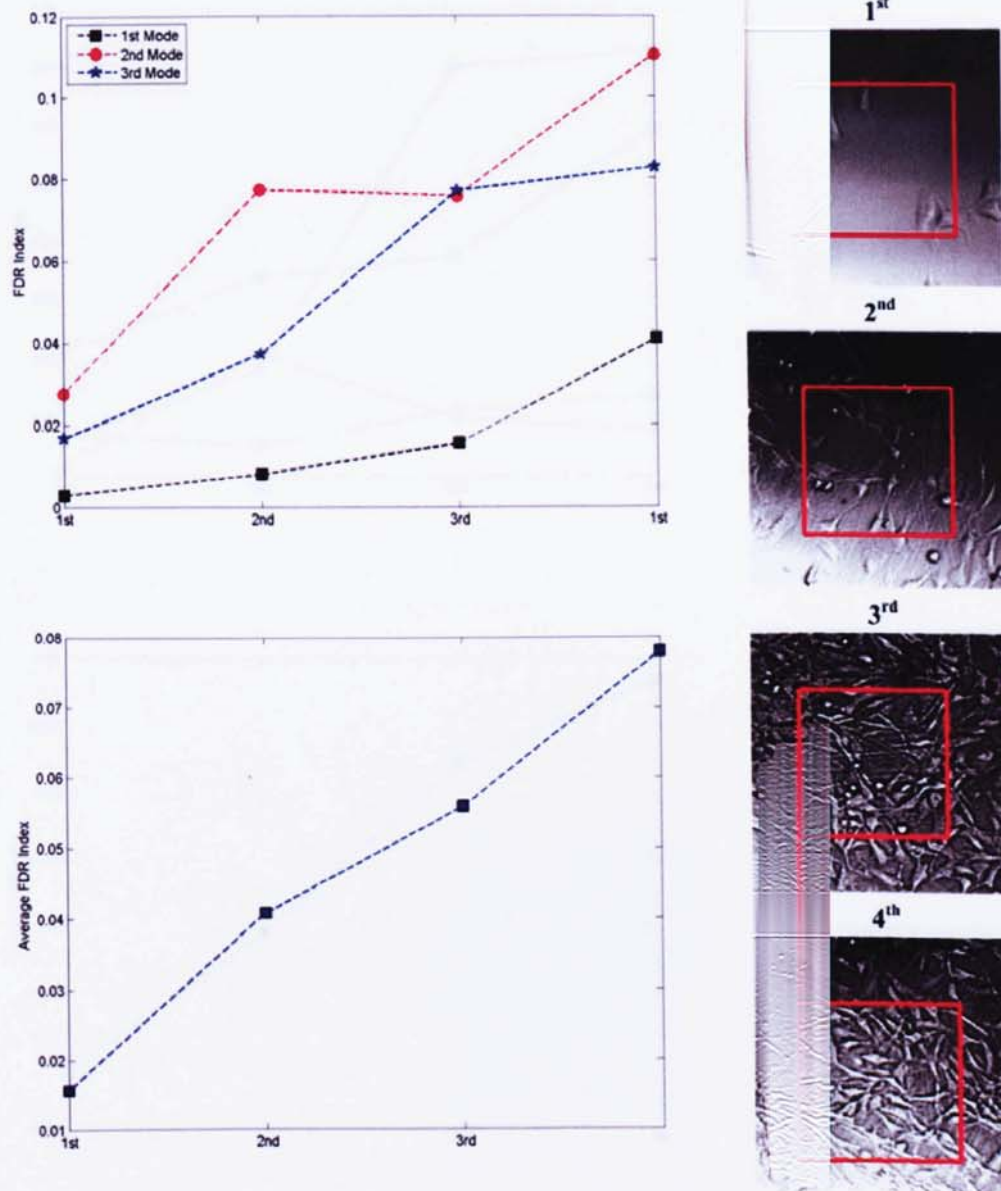 0.12
0.1
0.08
0.06
0.04
0.02
0
FDR Index
1st Mode
2nd Mode
3rd Mode
1st 2nd 3rd 1st
0.08
0.07
0.06
0.05
0.04
0.03
0.02
0.01
Average FDR Index
1st 2nd 3rd
1st
2nd
3rd
4th